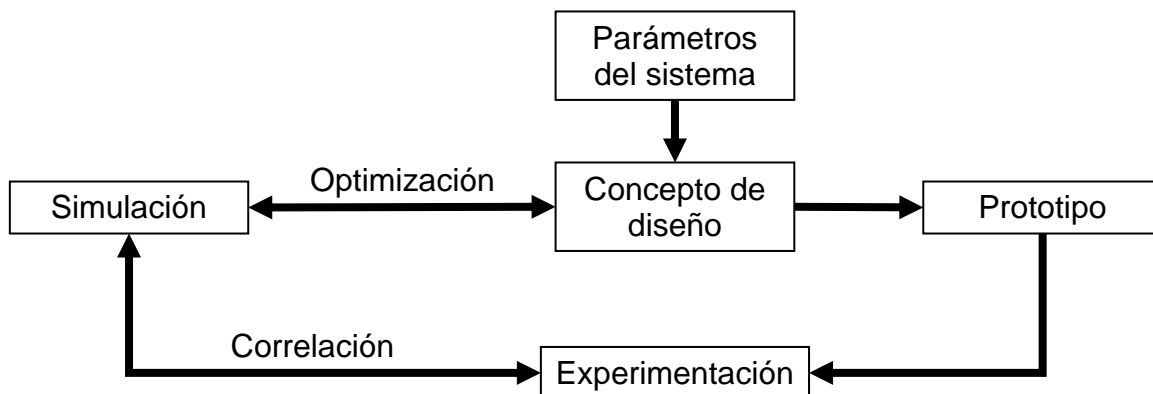 Parámetros
del sistema
Optimización
Simulación
Concepto de
diseño
Prototipo
Correlación
Experimentación